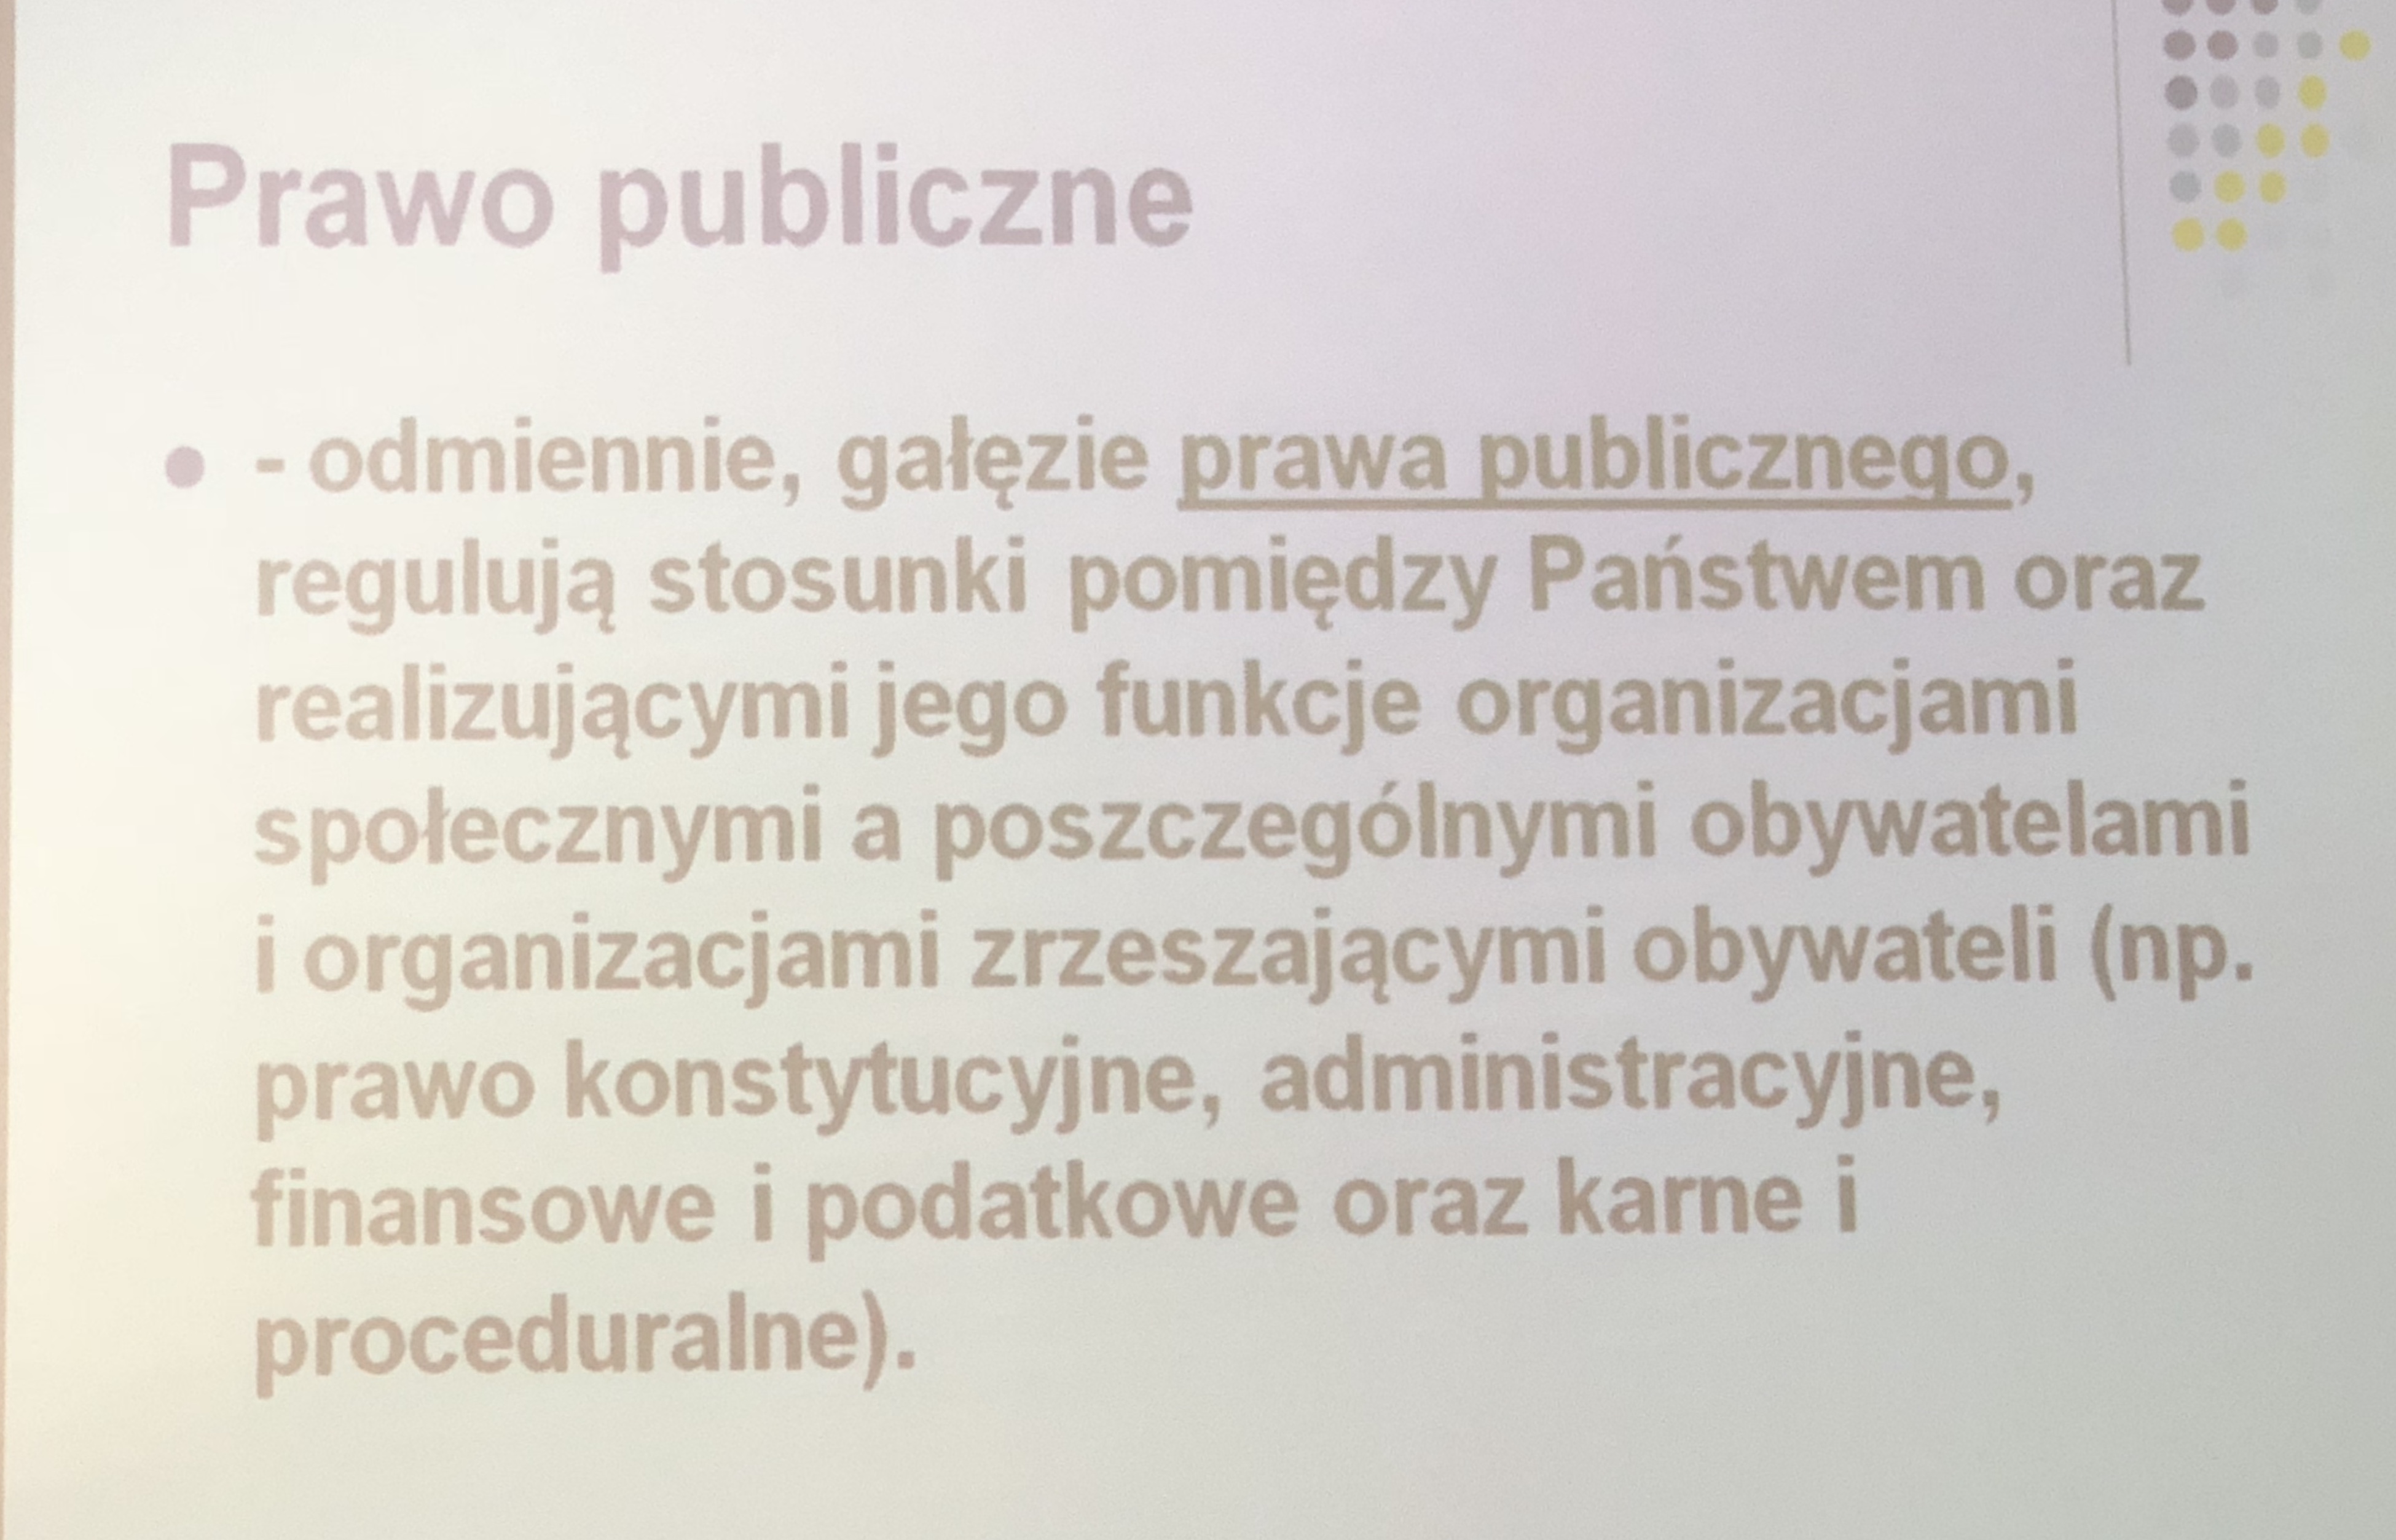 Prawo publiczne
• - odmiennie, gałęzie prawa publicznego,
regulują stosunki pomiędzy Państwem oraz
realizującymi jego funkcje organizacjami
społecznymi a poszczególnymi obywatelami
i organizacjami zrzeszającymi obywateli (np.
prawo konstytucyjne, administracyjne,
finansowe i podatkowe oraz karne i
proceduralne).